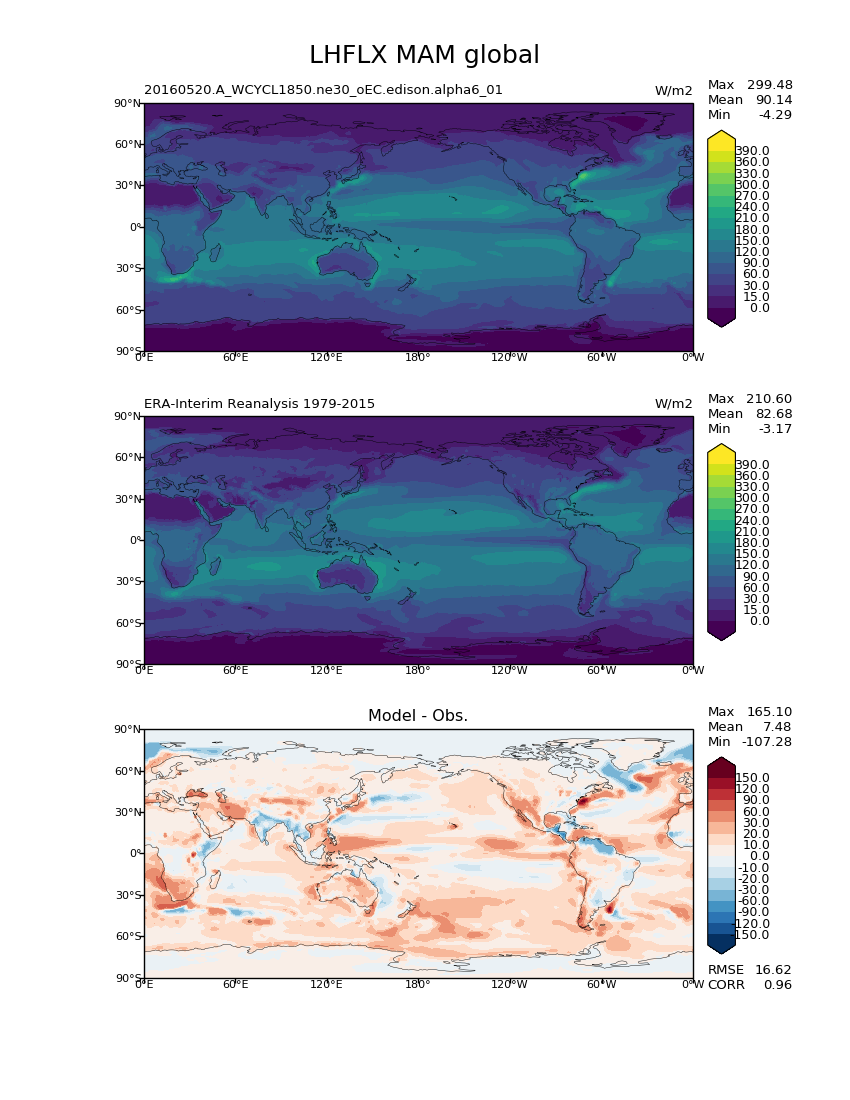 LHFLX MAM global
20160520.A_WCYCL1850.ne30_oEC.edison.alpha6_01 W/m2
Max 299.48
Mean 90.14
Min -4.29
90°N
60°N
30°N
0°
30°S
60°S
90°S
0°E 60°E 120°E 180° 120°W 60°W 0°W
390.0
360.0
330.0
300.0
270.0
240.0
210.0
180.0
150.0
120.0
90.0
60.0
30.0
15.0
0.0
ERA-Interim Reanalysis 1979-2015 W/m2
Max 210.60
Mean 82.68
Min -3.17
90°N
60°N
30°N
0°
30°S
60°S
90°S
0°E 60°E 120°E 180° 120°W 60°W 0°W
390.0
360.0
330.0
300.0
270.0
240.0
210.0
180.0
150.0
120.0
90.0
60.0
30.0
15.0
0.0
Model - Obs.
Max 165.10
Mean 7.48
Min -107.28
90°N
60°N
30°N
0°
30°S
60°S
90°S
0°E 60°E 120°E 180° 120°W 60°W 0°W
150.0
120.0
90.0
60.0
30.0
20.0
10.0
0.0
-10.0
-20.0
-30.0
-60.0
-90.0
-120.0
-150.0
RMSE 16.62
CORR 0.96